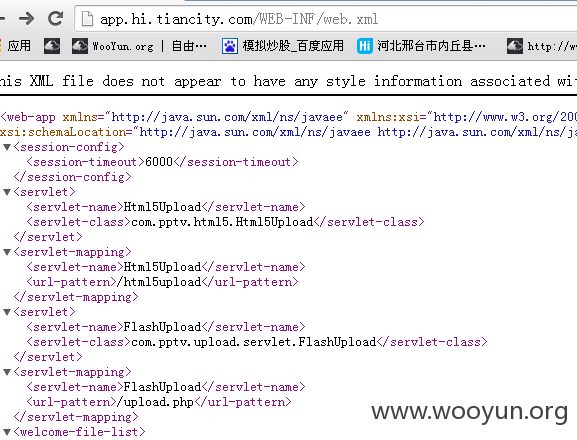 app.hi.tiancity.com/WEB-INF/web.xml
应用 WooYun.org | 自由… 模拟炒股_百度应用 Hi 河北邢台市内丘县… http://w
his XML file does not appear to have any style information associated wit
<web-app xmlns="http://java.sun.com/xml/ns/javaee" xmlns:xsi="http://www.w3.org/200
xsi:schemaLocation="http://java.sun.com/xml/ns/javaee http://java.sun.com/xml/ns/ja
▼<session-config>
<session-timeout>6000</session-timeout>
</session-config>
▼<servlet>
<servlet-name>Html5Upload</servlet-name>
<servlet-class>com.pptv.html5.Html5Upload</servlet-class>
</servlet>
▼<servlet-mapping>
<servlet-name>Html5Upload</servlet-name>
<url-pattern>/html5upload</url-pattern>
</servlet-mapping>
▼<servlet>
<servlet-name>FlashUpload</servlet-name>
<servlet-class>com.pptv.upload.servlet.FlashUpload</servlet-class>
</servlet>
▼<servlet-mapping>
<servlet-name>FlashUpload</servlet-name>
<url-pattern>/upload.php</url-pattern>
</servlet-mapping>
▼<welcome-file-list>
www.wooyun.org